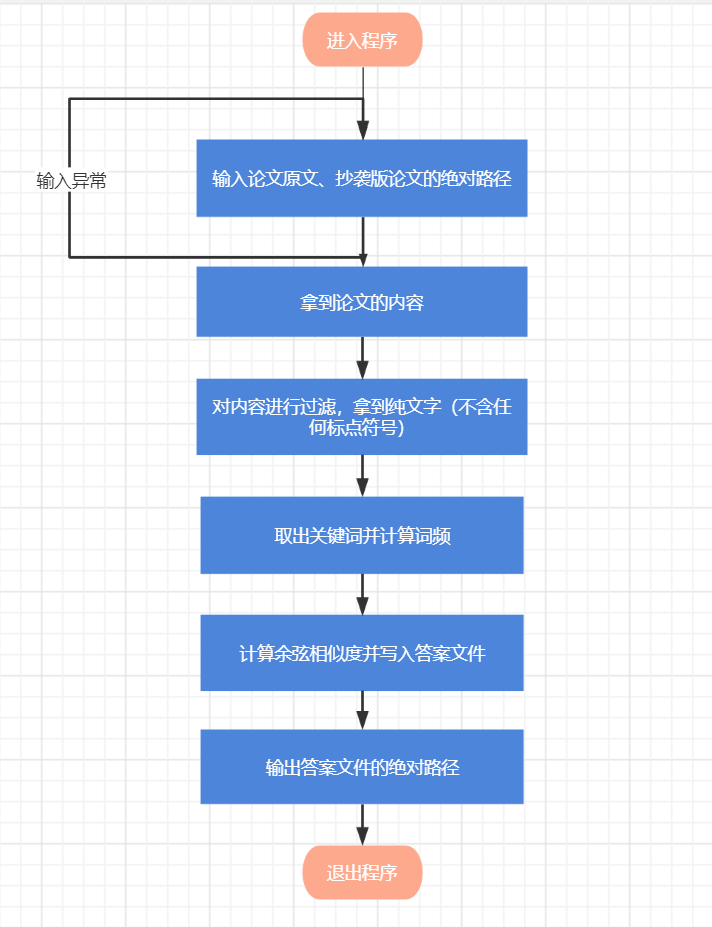 进入程序
输入论文原文、抄袭版论文的绝对路径
输入异常
拿到论文的内容
对内容进行过滤，拿到纯文字（不含任
何标点符号）
取出关键词并计算词频
计算余弦相似度并写入答案文件
输出答案文件的绝对路径
退出程序